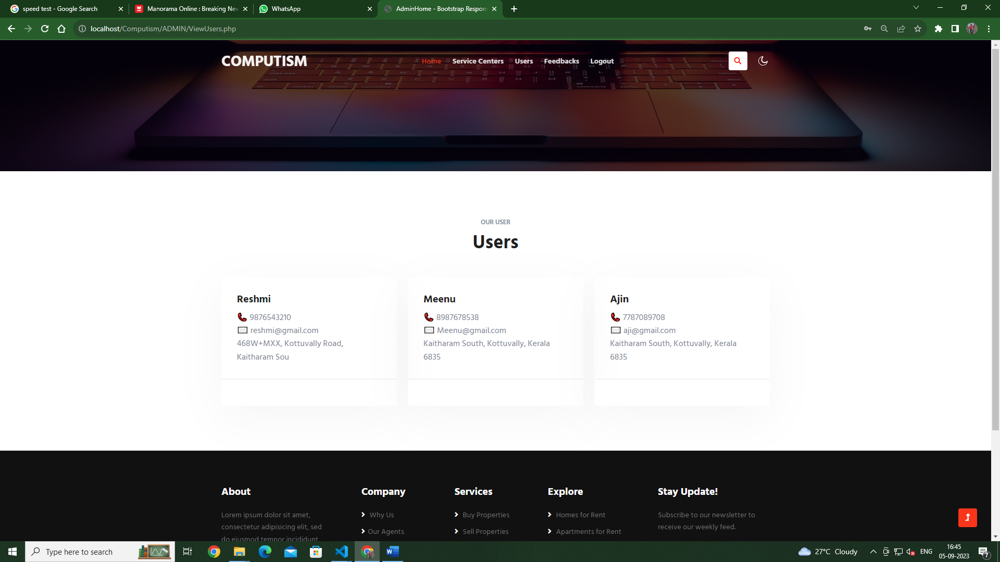 speed test - Google Search
Manorama Online : Breaking Nev
WhatsApp
AdminHome - Bootstrap Respon
localhost/Computism/ADMIN/ViewUsers.php
COMPUTISM
Home Service Centers Users Feedbacks Logout
OUR USER
Users
Reshmi
9876543210
reshmi@gmail.com
468W+MXX, Kottuvally Road,
Kaitharam Sou
Meenu
8987678538
Meenu@gmail.com
Kaitharam South, Kottuvally, Kerala
6835
Ajin
7787089708
aji@gmail.com
Kaitharam South, Kottuvally, Kerala
6835
About
Lorem ipsum dolor sit amet,
consectetur adipisicing elit, sed
do eiusmod tempor incididunt
Company
Why Us
Our Agents
Services
Buy Properties
Sell Properties
Explore
Homes for Rent
Apartments for Rent
Stay Update!
Subscribe to our newsletter to
receive our weekly feed.
Type here to search
27°C Cloudy
ENG
16:45
05-09-2023
7